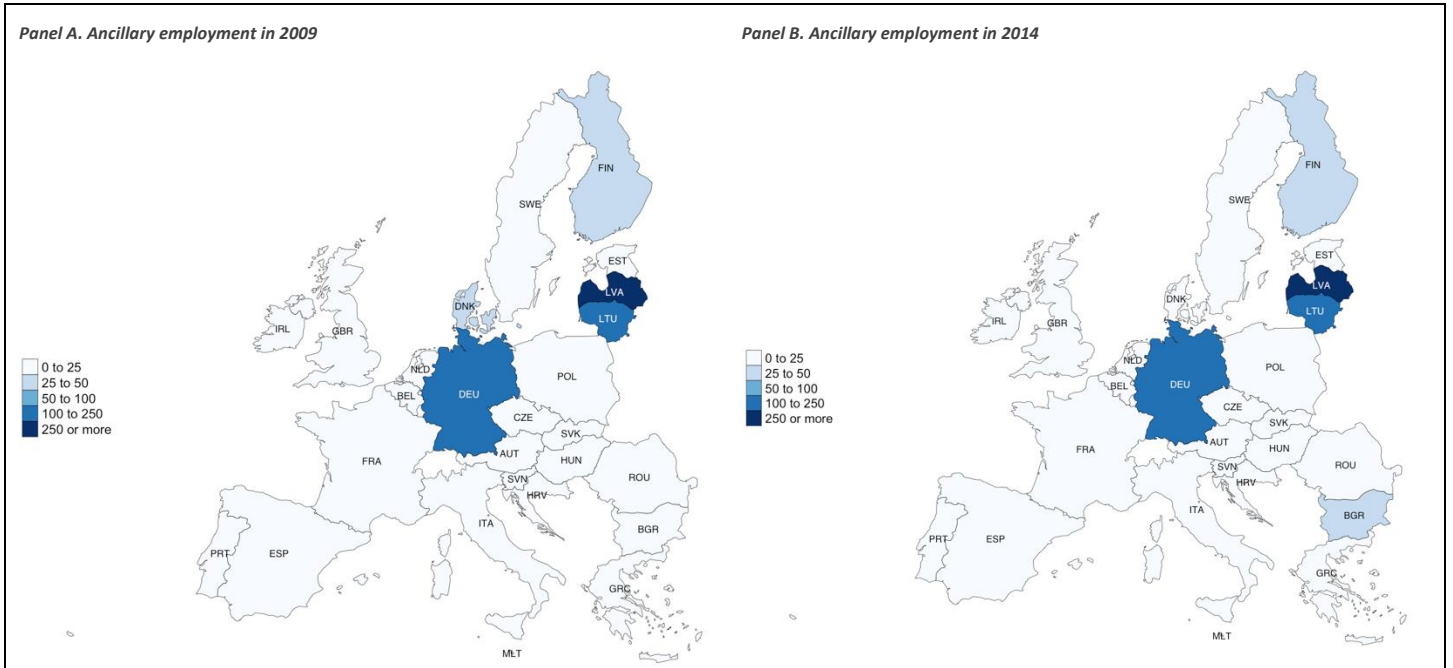 Panel A. Ancillary employment in 2009
FIN
SWE
EST
LVA
DNK
LTU
IRL
GBR
NLD
POL
BEL
DEU
CZE
SVK
FRA
AUT
HUN
ROU
SVN
HRV
ITA
BGR
PRT
ESP
GRC
MLT
0 to 25
25 to 50
50 to 100
100 to 250
250 or more
Panel B. Ancillary employment in 2014
FIN
SWE
EST
LVA
DNK
LTU
IRL
GBR
NLD
POL
BEL
DEU
CZE
SVK
FRA
AUT
HUN
ROU
SVN
HRV
ITA
BGR
PRT
ESP
GRC
MLT
0 to 25
25 to 50
50 to 100
100 to 250
250 or more